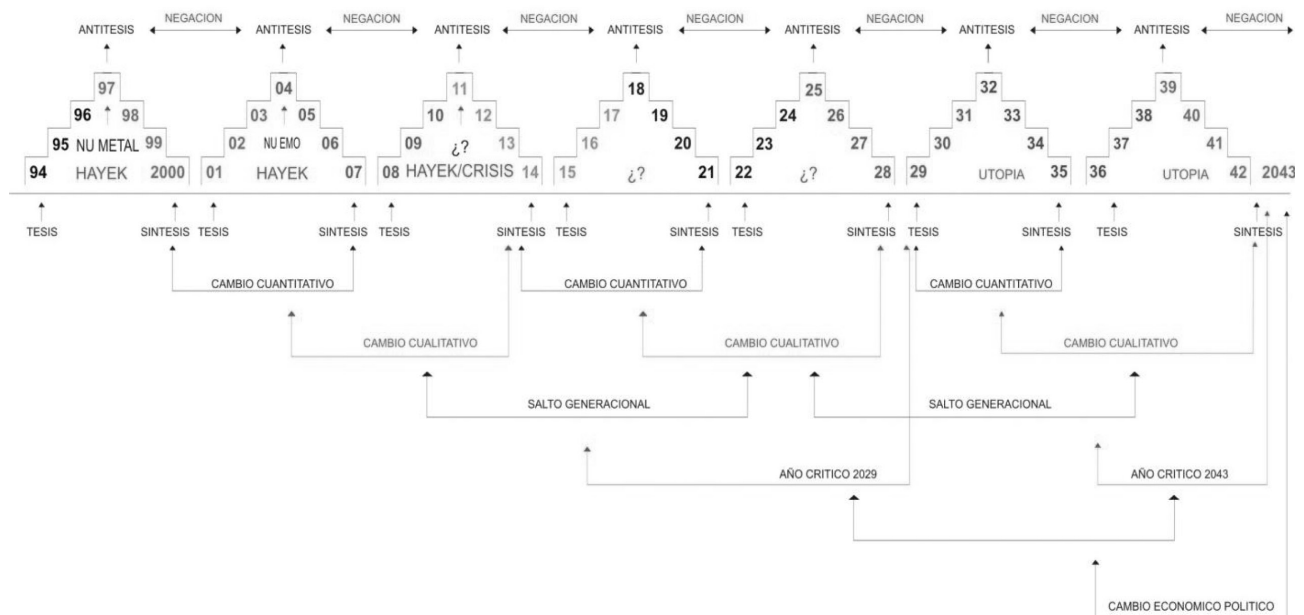 NEGACION NEGACION NEGACION NEGACION NEGACION NEGACION NEGACION
ANTITESIS ANTITESIS ANTITESIS ANTITESIS ANTITESIS ANTITESIS ANTITESIS
97 04 11 18 25 32 39
96 98 03 05 10 12 17 19 24 26 31 33 38 40
95 NU METAL 99 02 NU EMO 06 09 ¿? 13 16 20 23 27 30 34 37 41
94 HAYEK 2000 01 HAYEK 07 08 HAYEK/CRISIS 14 15 ¿? 21 22 ¿? 28 29 UTOPIA 35 36 UTOPIA 42 2043
TESIS SINTESIS TESIS SINTESIS TESIS SINTESIS TESIS SINTESIS TESIS SINTESIS TESIS SINTESIS TESIS SINTESIS
CAMBIO CUANTITATIVO CAMBIO CUANTITATIVO CAMBIO CUANTITATIVO
CAMBIO CUALITATIVO CAMBIO CUALITATIVO CAMBIO CUALITATIVO
SALTO GENERACIONAL SALTO GENERACIONAL
AÑO CRITICO 2029 AÑO CRITICO 2043
CAMBIO ECONOMICO POLITICO